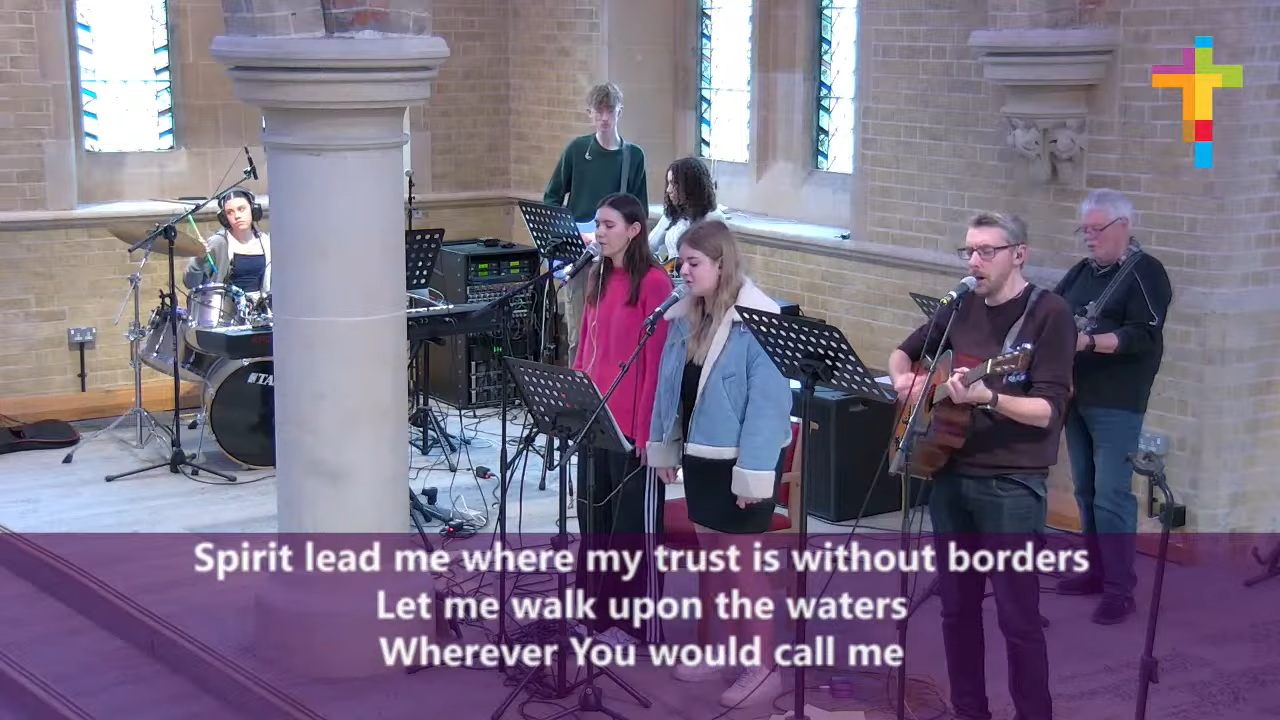 Spirit lead me where my trust is without borders
Let me walk upon the waters
Wherever You would call me